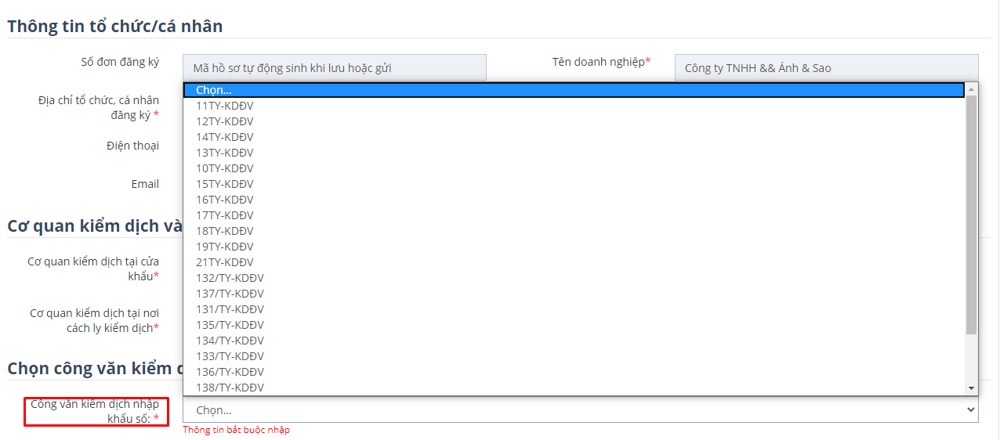 Thông tin tổ chức/cá nhân
Số đơn đăng ký
Mã hồ sơ tự động sinh khi lưu hoặc gửi
Tên doanh nghiệp*
Công ty TNHH && Ánh & Sao
Địa chỉ tổ chức, cá nhân
đăng ký *
Điện thoại
Email
Cơ quan kiểm dịch và
Cơ quan kiểm dịch tại cửa
khẩu*
Cơ quan kiểm dịch tại nơi
cách ly kiểm dịch*
Chọn công văn kiểm d
Chọn...
11TY-KDĐV
12TY-KDĐV
14TY-KDĐV
13TY-KDĐV
10TY-KDĐV
15TY-KDĐV
16TY-KDĐV
17TY-KDĐV
18TY-KDĐV
19TY-KDĐV
21TY-KDĐV
132/TY-KDĐV
137/TY-KDĐV
131/TY-KDĐV
135/TY-KDĐV
134/TY-KDĐV
133/TY-KDĐV
136/TY-KDĐV
138/TY-KDĐV
Công văn kiểm dịch nhập
khẩu số: *
Chọn...
Thông tin bắt buộc nhập